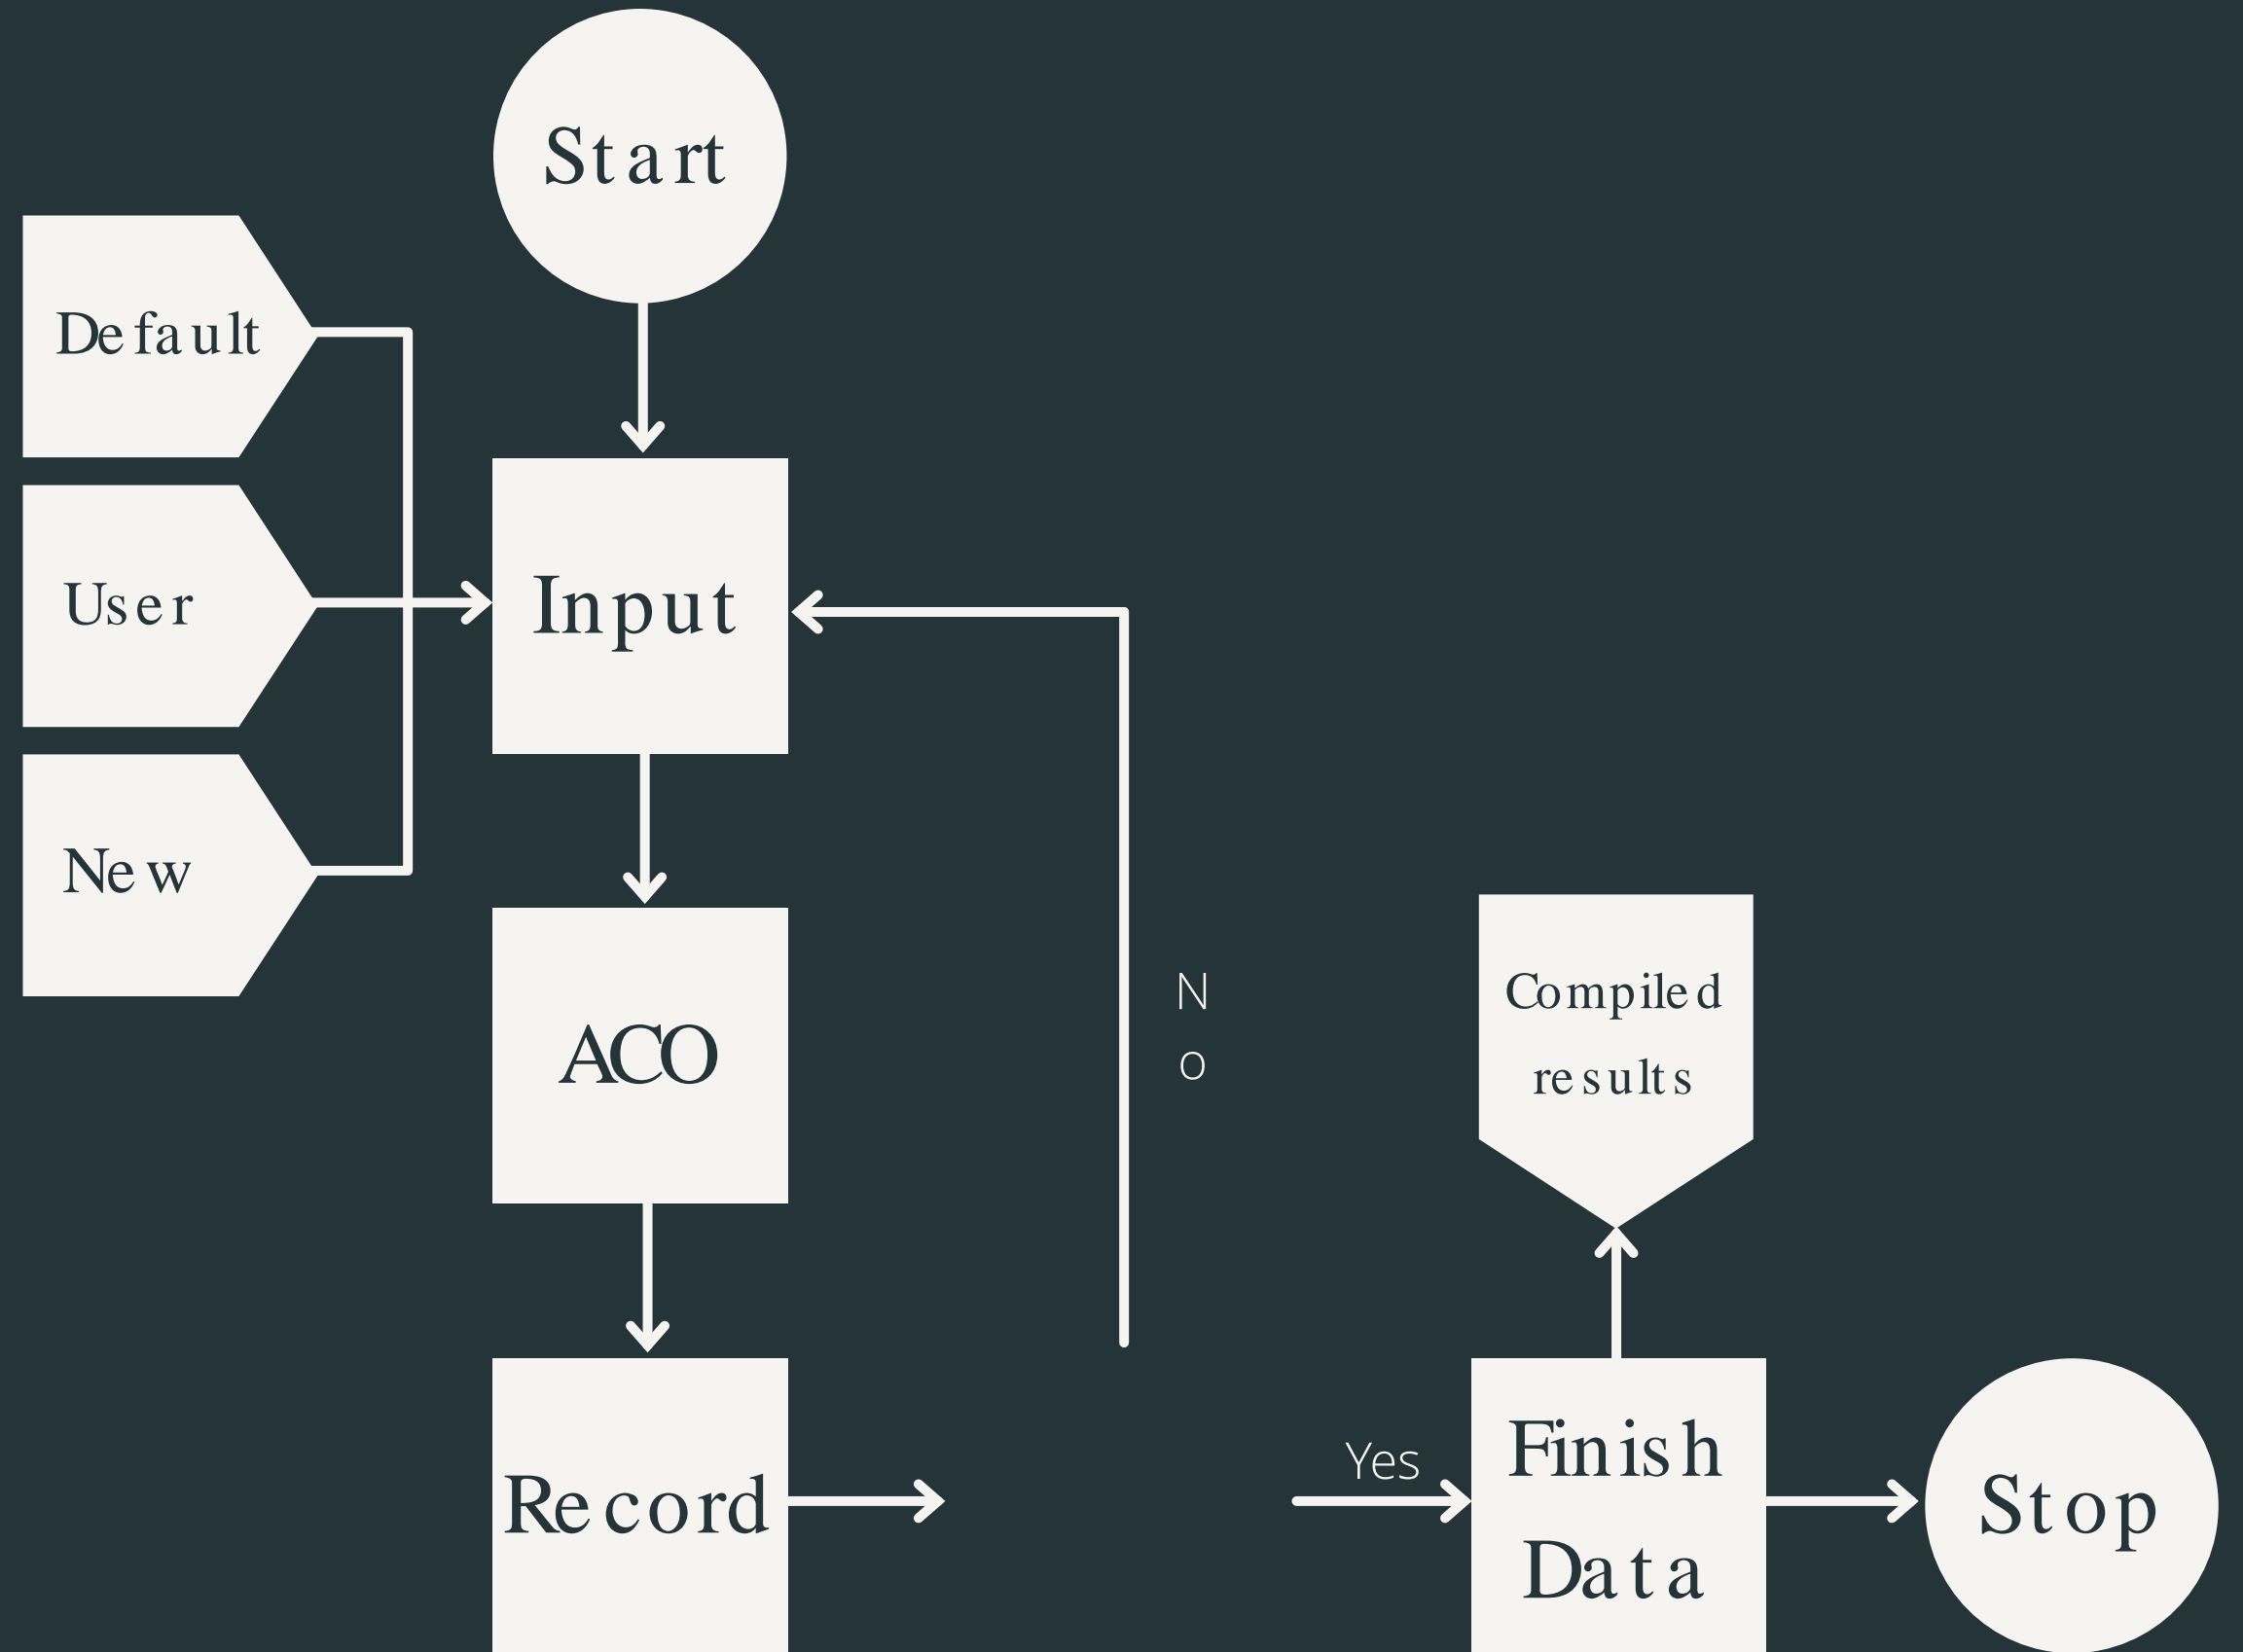 Start
Default
User
New
Input
ACO
N
o
Compiled
results
Record
Yes
Finish
Data
Stop